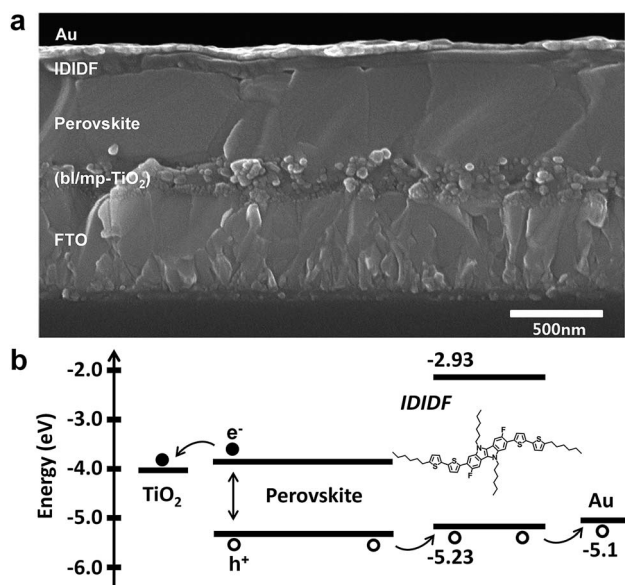 a
Au
IDIDF
Perovskite
(bl/mp-TiO₂)
FTO
500nm
b
Energy (eV)
-2.0
-3.0
-4.0
-5.0
-6.0
-2.93
IDIDF
e⁻
TiO₂
Perovskite
h⁺
-5.23
Au
-5.1
F
S
S
N
S
S
N
F